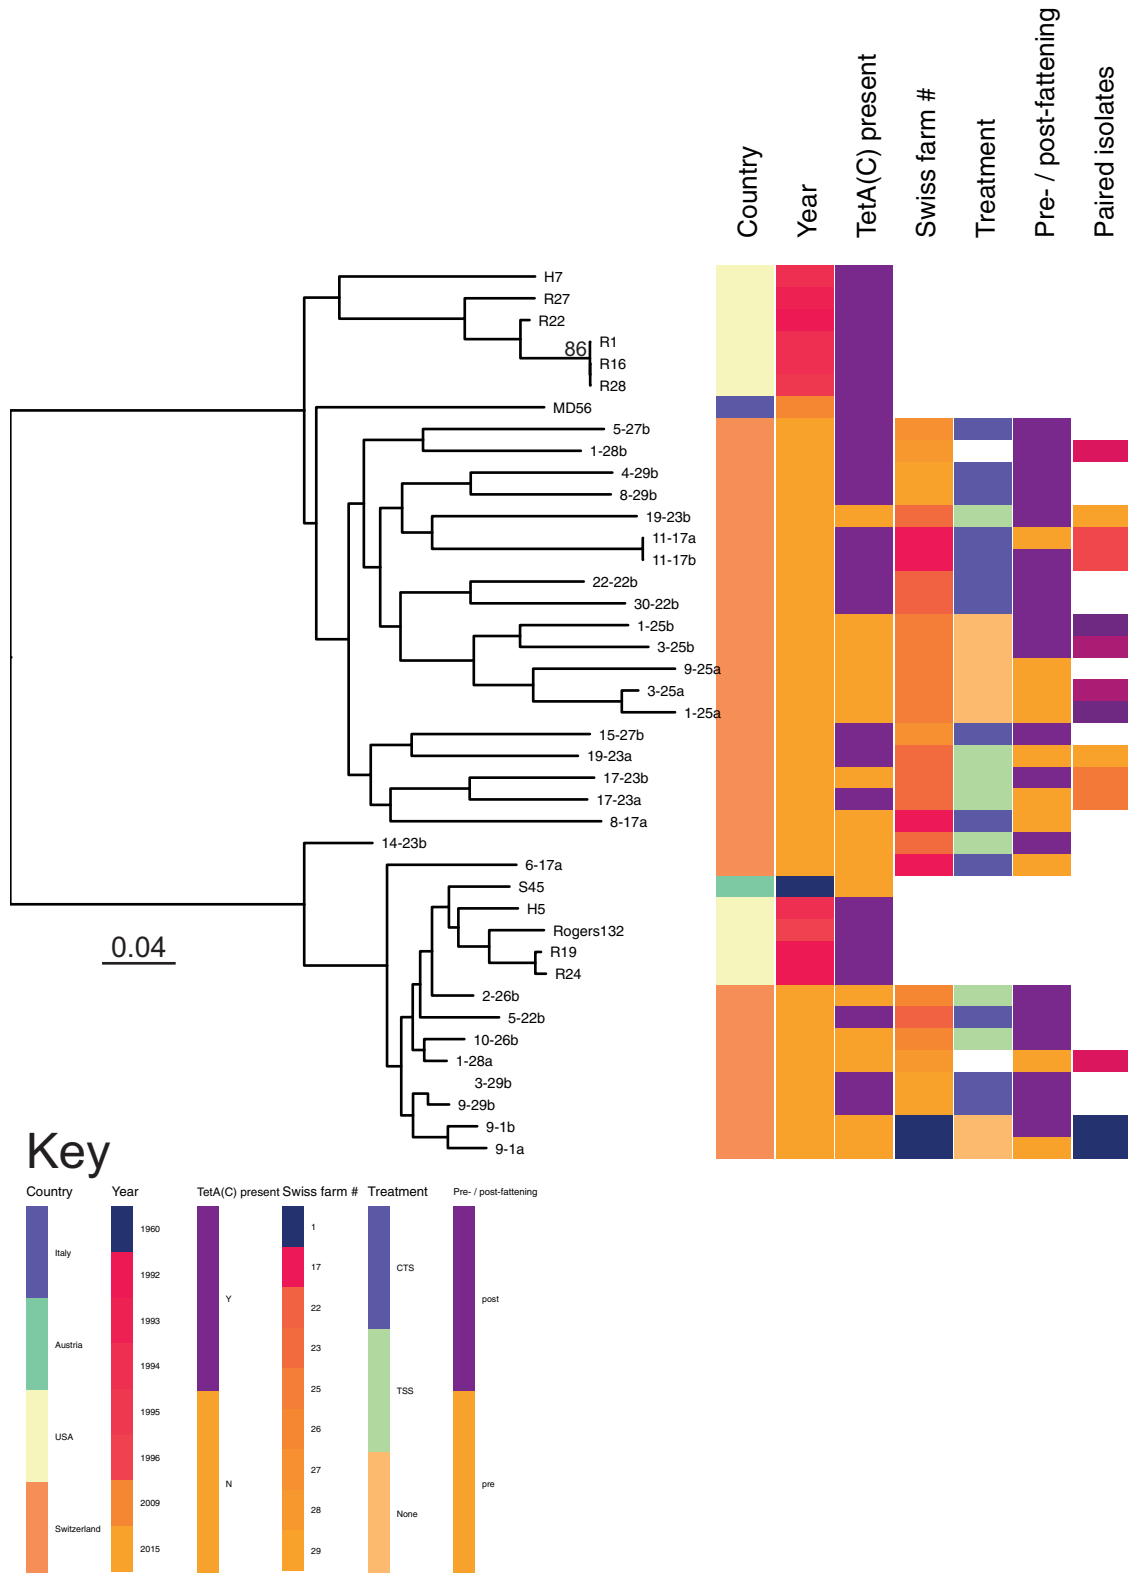 Country
Year
TetA(C) present
Swiss farm #
Treatment
Pre- / post-fattening
Paired isolates
H7
R27
R22
86
R1
R16
R28
MD56
5-27b
1-28b
4-29b
8-29b
19-23b
11-17a
11-17b
22-22b
30-22b
1-25b
3-25b
9-25a
3-25a
1-25a
15-27b
19-23a
17-23b
17-23a
8-17a
14-23b
6-17a
S45
H5
Rogers132
0.04
R19
R24
2-26b
5-22b
10-26b
1-28a
3-29b
9-29b
9-1b
9-1a
Key
Country
Italy
Austria
USA
Switzerland
Year
1960
1992
1993
1994
1995
1996
2009
2015
TetA(C) present
Y
N
Swiss farm #
1
17
22
23
25
26
27
28
29
Treatment
CTS
TSS
None
Pre- / post-fattening
post
pre